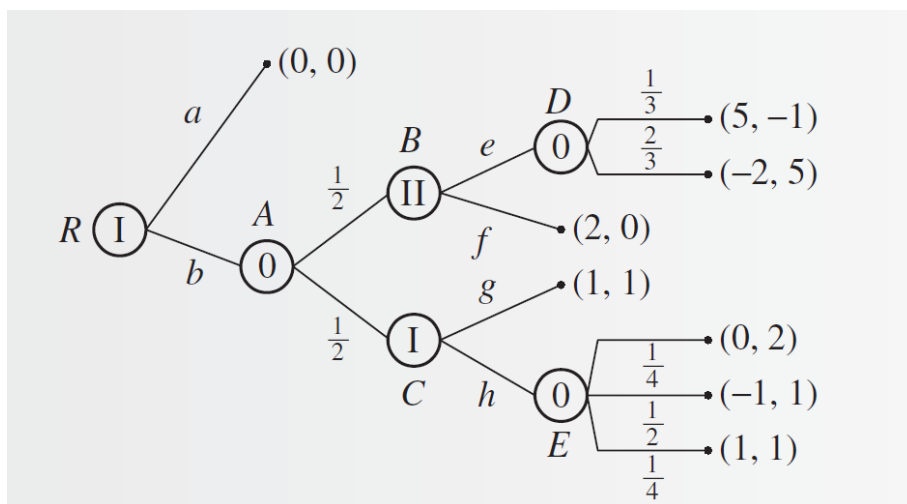 (0, 0)
a
R I
b
A
0
1/2
1/2
B
II
e
f
(2, 0)
D
0
1/3
2/3
(5, −1)
(−2, 5)
I
C
g
(1, 1)
h
0
E
1/4
1/2
1/4
(0, 2)
(−1, 1)
(1, 1)